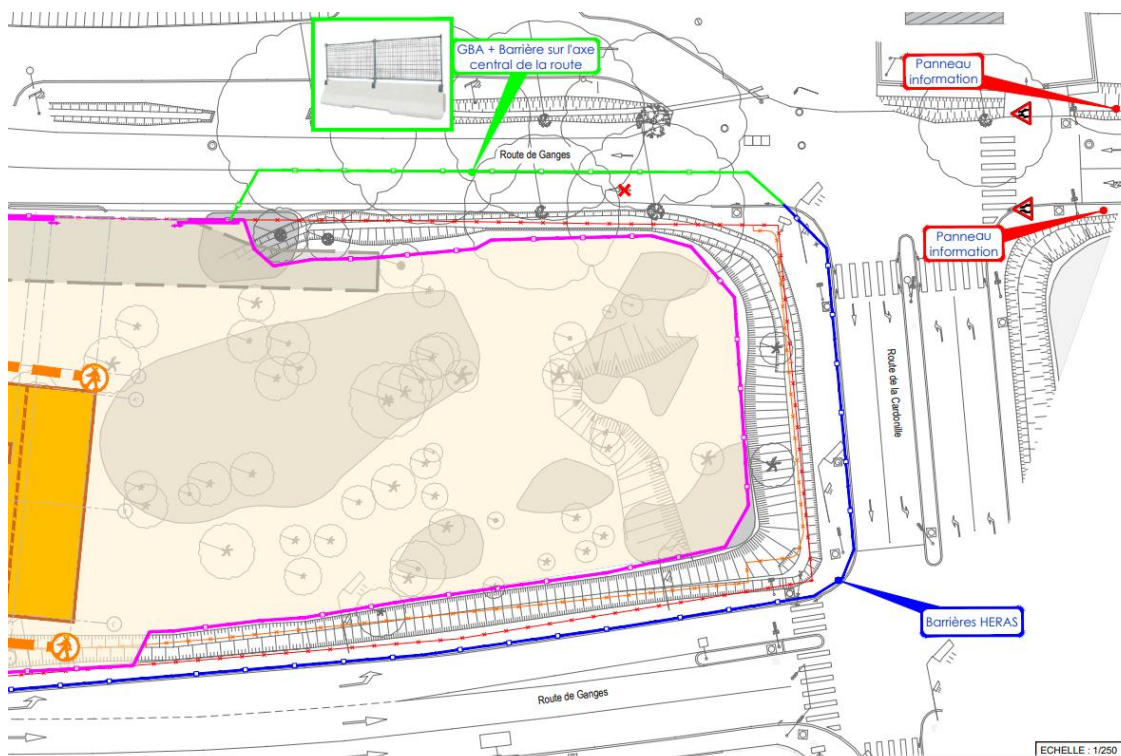 GBA + Barrière sur l'axe
central de la route
Panneau
information
Route de Ganges
Panneau
information
Route de la Cardonille
Barrières HERAS
Route de Ganges
ECHELLE : 1/250